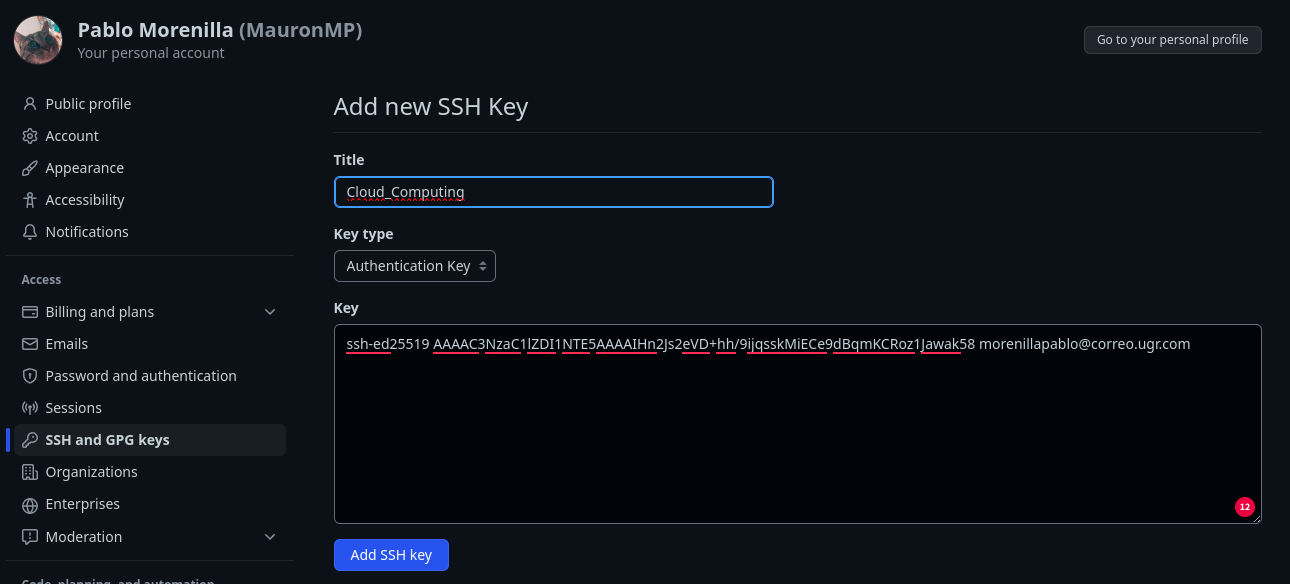 Pablo Morenilla (MauronMP)
Your personal account
Go to your personal profile
Public profile
Account
Appearance
Accessibility
Notifications
Access
Billing and plans
Emails
Password and authentication
Sessions
SSH and GPG keys
Organizations
Enterprises
Moderation
Code, planning, and automation
Add new SSH Key
Title
Cloud_Computing
Key type
Authentication Key
Key
ssh-ed25519 AAAAC3NzaC1lZDI1NTE5AAAAIHn2Js2eVD+hh/9ijqsskMiECe9dBqmKCRoz1Jawak58 morenillapablo@correo.ugr.com
12
Add SSH key